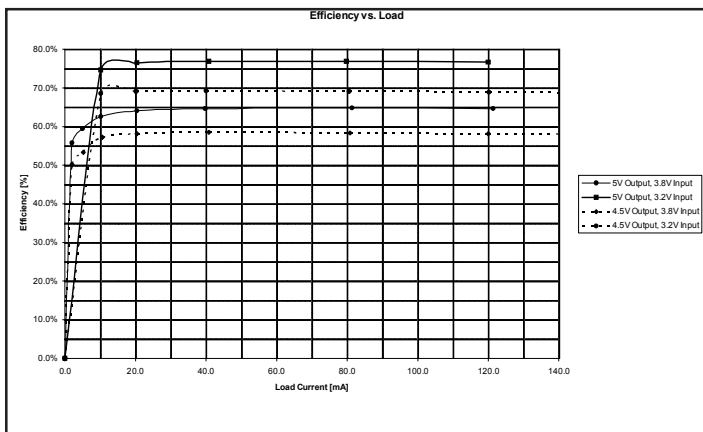 Efficiency vs. Load
80.0%
70.0%
60.0%
50.0%
40.0%
30.0%
20.0%
10.0%
0.0%
Efficiency [%]
0.0 20.0 40.0 60.0 80.0 100.0 120.0 140.0
Load Current [mA]
5V Output, 3.8V Input
5V Output, 3.2V Input
4.5V Output, 3.8V Input
4.5V Output, 3.2V Input